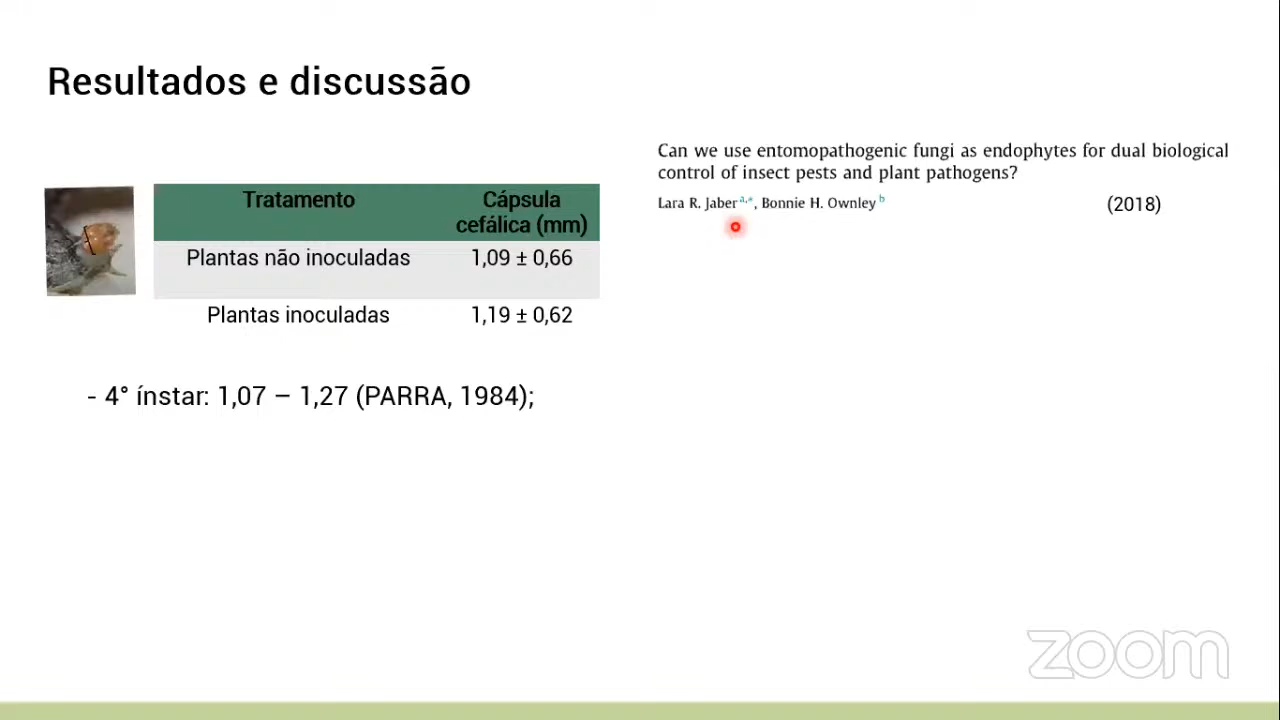 Resultados e discussão
Can we use entomopathogenic fungi as endophytes for dual biological
control of insect pests and plant pathogens?
Lara R. Jaber a,*, Bonnie H. Ownley b (2018)
Tratamento Cápsula
cefálica (mm)
Plantas não inoculadas 1,09 ± 0,66
Plantas inoculadas 1,19 ± 0,62
- 4° ínstar: 1,07 – 1,27 (PARRA, 1984);
zoom